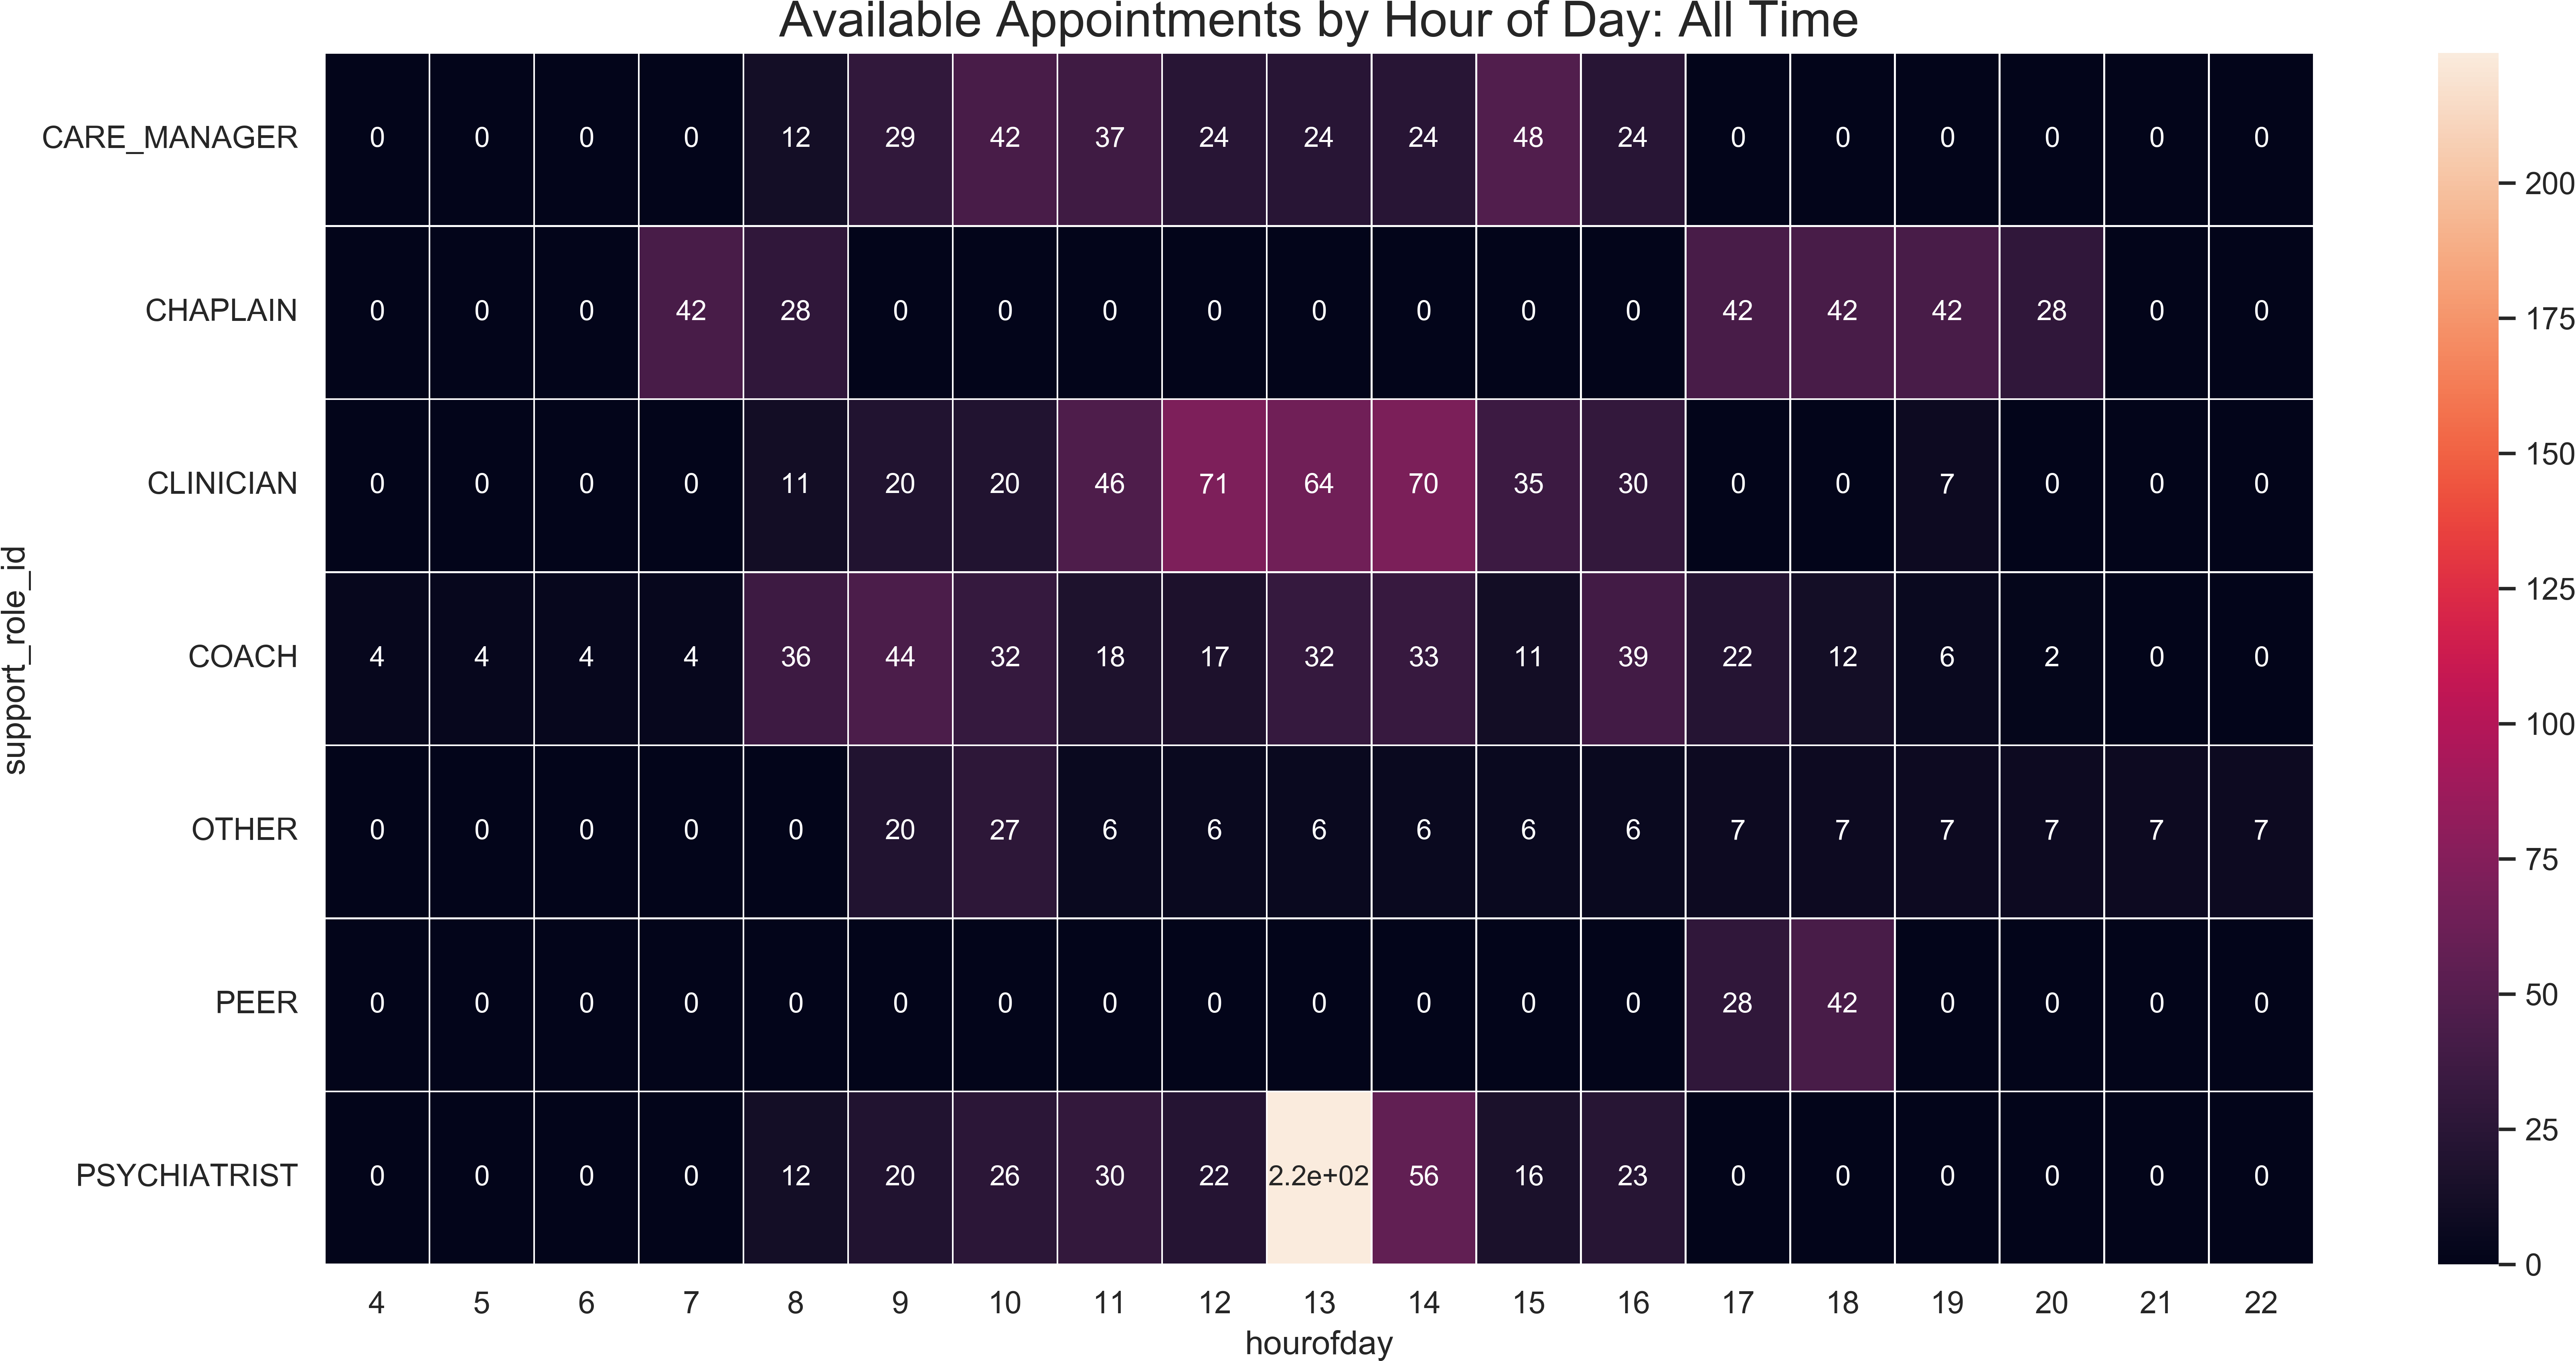 Available Appointments by Hour of Day: All Time
support_role_id
CARE_MANAGER 0 0 0 0 12 29 42 37 24 24 24 48 24 0 0 0 0 0 0
CHAPLAIN 0 0 0 42 28 0 0 0 0 0 0 0 0 42 42 42 28 0 0
CLINICIAN 0 0 0 0 11 20 20 46 71 64 70 35 30 0 0 7 0 0 0
COACH 4 4 4 4 36 44 32 18 17 32 33 11 39 22 12 6 2 0 0
OTHER 0 0 0 0 0 20 27 6 6 6 6 6 6 7 7 7 7 7 7
PEER 0 0 0 0 0 0 0 0 0 0 0 0 0 28 42 0 0 0 0
PSYCHIATRIST 0 0 0 0 12 20 26 30 22 2.2e+02 56 16 23 0 0 0 0 0 0
4 5 6 7 8 9 10 11 12 13 14 15 16 17 18 19 20 21 22
hourofday
200
175
150
125
100
75
50
25
0